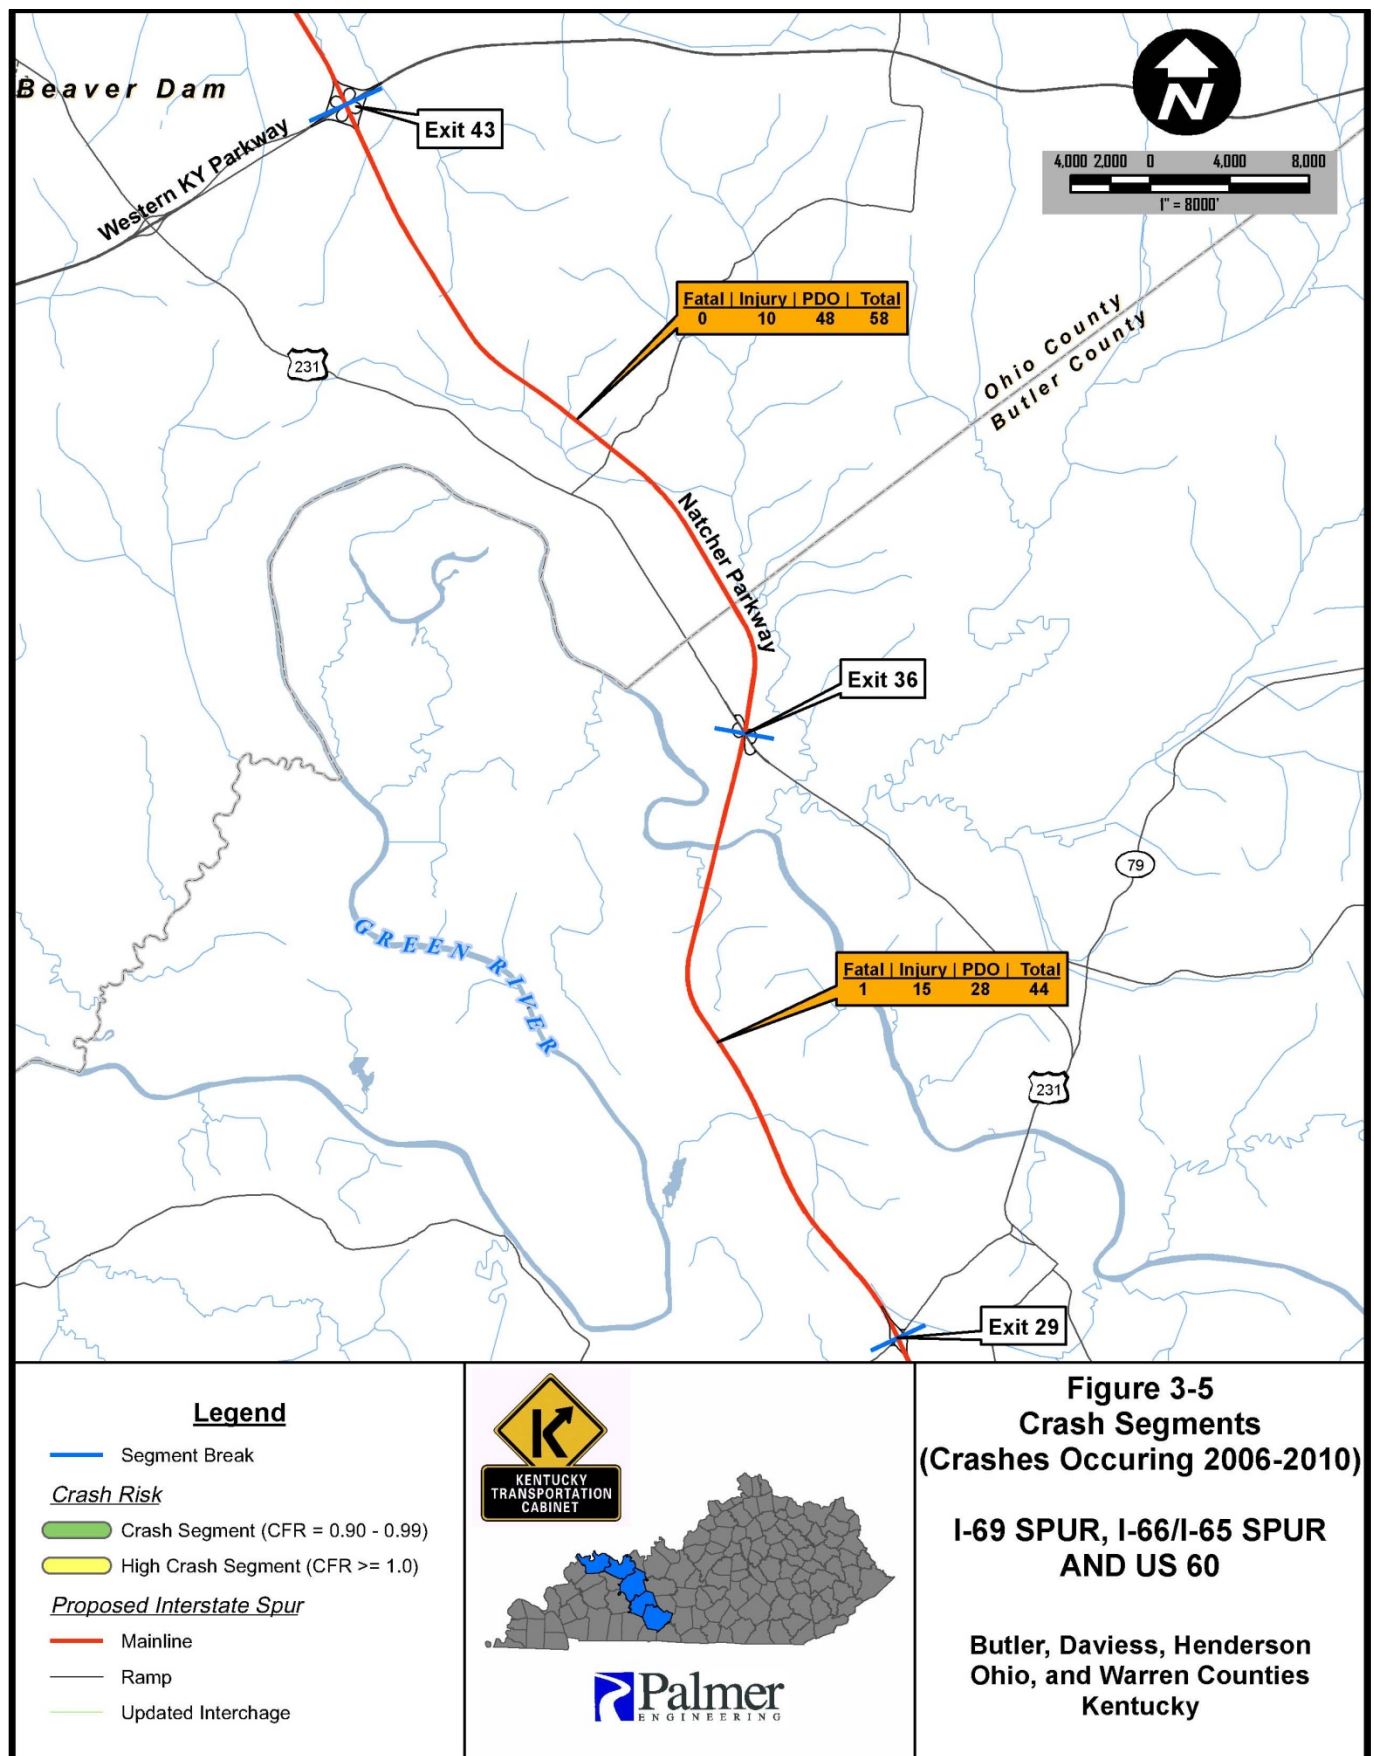 Beaver Dam
Exit 43
Western KY Parkway
N
4,000 2,000 0 4,000 8,000
1" = 8000'
Fatal | Injury | PDO | Total
0 10 48 58
Ohio County
Butler County
231
Natcher Parkway
Exit 36
79
GREEN RIVER
Fatal | Injury | PDO | Total
1 15 28 44
231
Exit 29
Legend
Segment Break
Crash Risk
Crash Segment (CFR = 0.90 - 0.99)
High Crash Segment (CFR >= 1.0)
Proposed Interstate Spur
Mainline
Ramp
Updated Interchage
K
KENTUCKY
TRANSPORTATION
CABINET
Palmer
ENGINEERING
Figure 3-5
Crash Segments
(Crashes Occuring 2006-2010)
I-69 SPUR, I-66/I-65 SPUR
AND US 60
Butler, Daviess, Henderson
Ohio, and Warren Counties
Kentucky